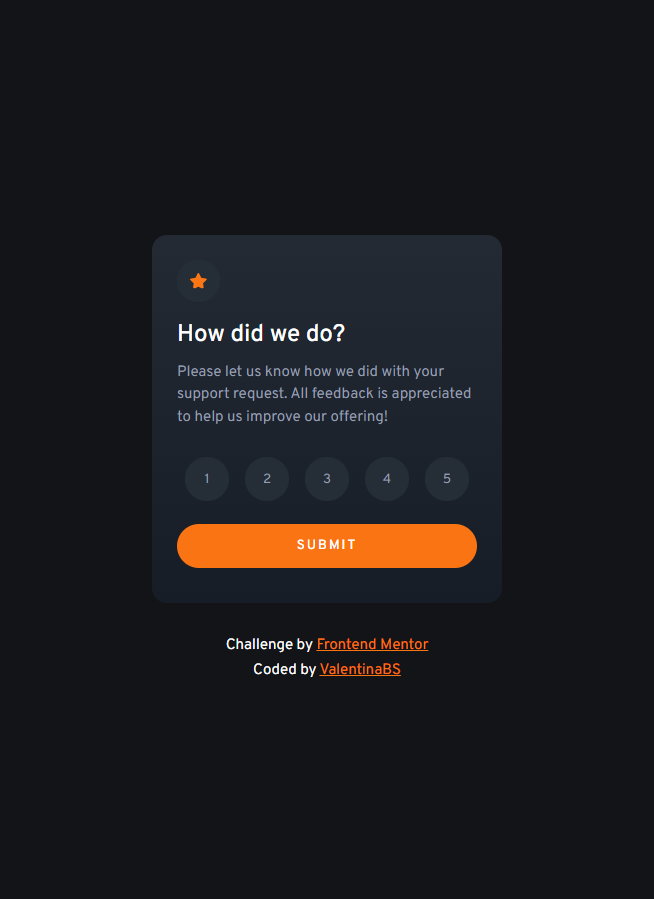 How did we do?
Please let us know how we did with your
support request. All feedback is appreciated
to help us improve our offering!
1 2 3 4 5
SUBMIT
Challenge by Frontend Mentor
Coded by ValentinaBS